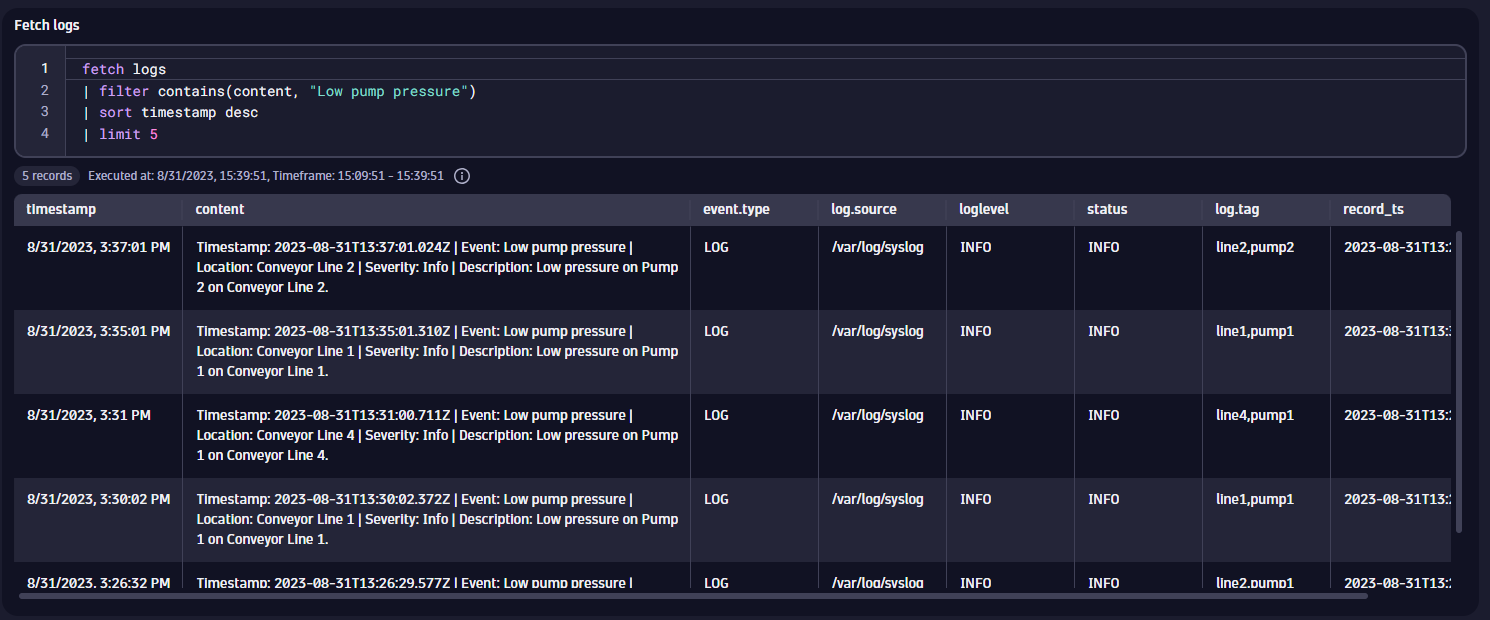 Fetch logs
1 fetch logs
2 | filter contains(content, "Low pump pressure")
3 | sort timestamp desc
4 | limit 5
5 records Executed at: 8/31/2023, 15:39:51, Timeframe: 15:09:51 - 15:39:51
timestamp content event.type log.source loglevel status log.tag record_ts
8/31/2023, 3:37:01 PM Timestamp: 2023-08-31T13:37:01.024Z | Event: Low pump pressure | LOG /var/log/syslog INFO INFO line2,pump2 2023-08-31T13:
Location: Conveyor Line 2 | Severity: Info | Description: Low pressure on Pump
2 on Conveyor Line 2.
8/31/2023, 3:35:01 PM Timestamp: 2023-08-31T13:35:01.310Z | Event: Low pump pressure | LOG /var/log/syslog INFO INFO line1,pump1 2023-08-31T13:
Location: Conveyor Line 1 | Severity: Info | Description: Low pressure on Pump
1 on Conveyor Line 1.
8/31/2023, 3:31 PM Timestamp: 2023-08-31T13:31:00.711Z | Event: Low pump pressure | LOG /var/log/syslog INFO INFO line4,pump1 2023-08-31T13:
Location: Conveyor Line 4 | Severity: Info | Description: Low pressure on Pump
1 on Conveyor Line 4.
8/31/2023, 3:30:02 PM Timestamp: 2023-08-31T13:30:02.372Z | Event: Low pump pressure | LOG /var/log/syslog INFO INFO line1,pump1 2023-08-31T13:
Location: Conveyor Line 1 | Severity: Info | Description: Low pressure on Pump
1 on Conveyor Line 1.
8/31/2023, 3:26:32 PM Timestamp: 2023-08-31T13:26:29.577Z | Event: Low pump pressure | LOG /var/log/syslog INFO INFO line2,pump1 2023-08-31T13: